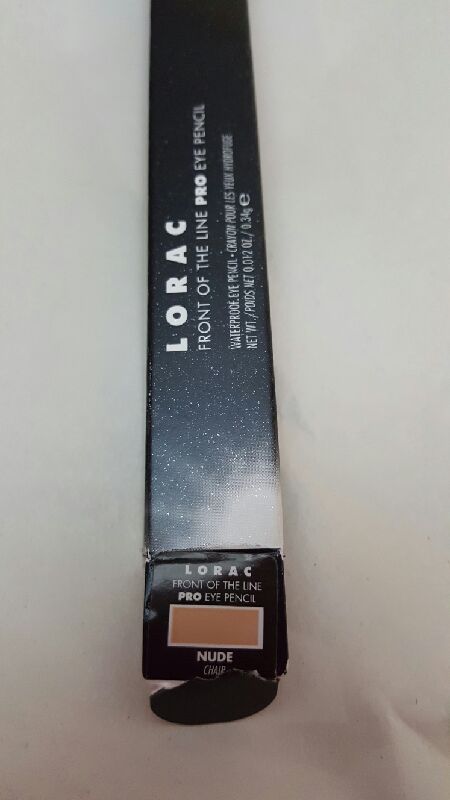 LORAC
FRONT OF THE LINE PRO EYE PENCIL
WATERPROOF EYE PENCIL • CRAYON POUR LES YEUX HYDROFUGE
NET WT. / POIDS NET 0.012 OZ. / 0.34g e
LORAC
FRONT OF THE LINE
PRO EYE PENCIL
NUDE
CHAIR